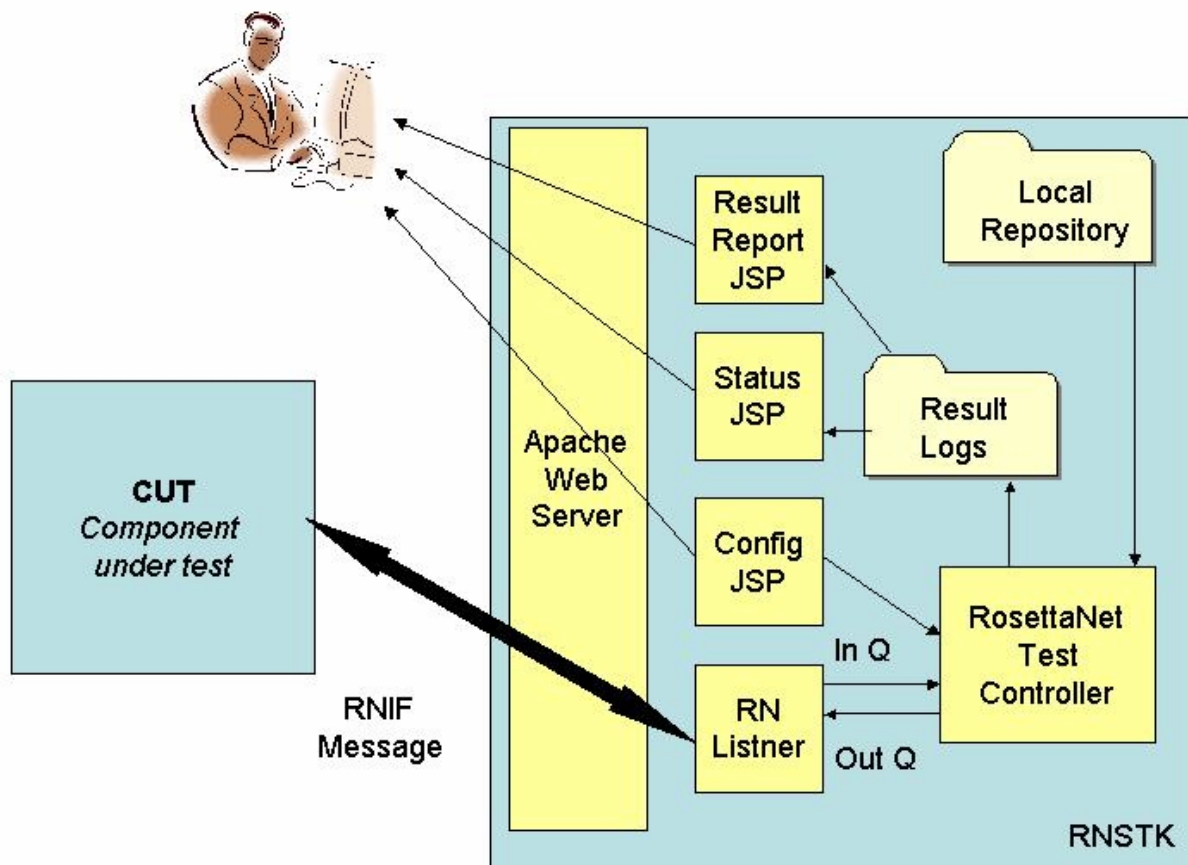 Result
Report
JSP
Local
Repository
Status
JSP
Result
Logs
Apache
Web
Server
CUT
Component
under test
Config
JSP
RosettaNet
Test
Controller
In Q
RN
Listner
Out Q
RNIF
Message
RNSTK